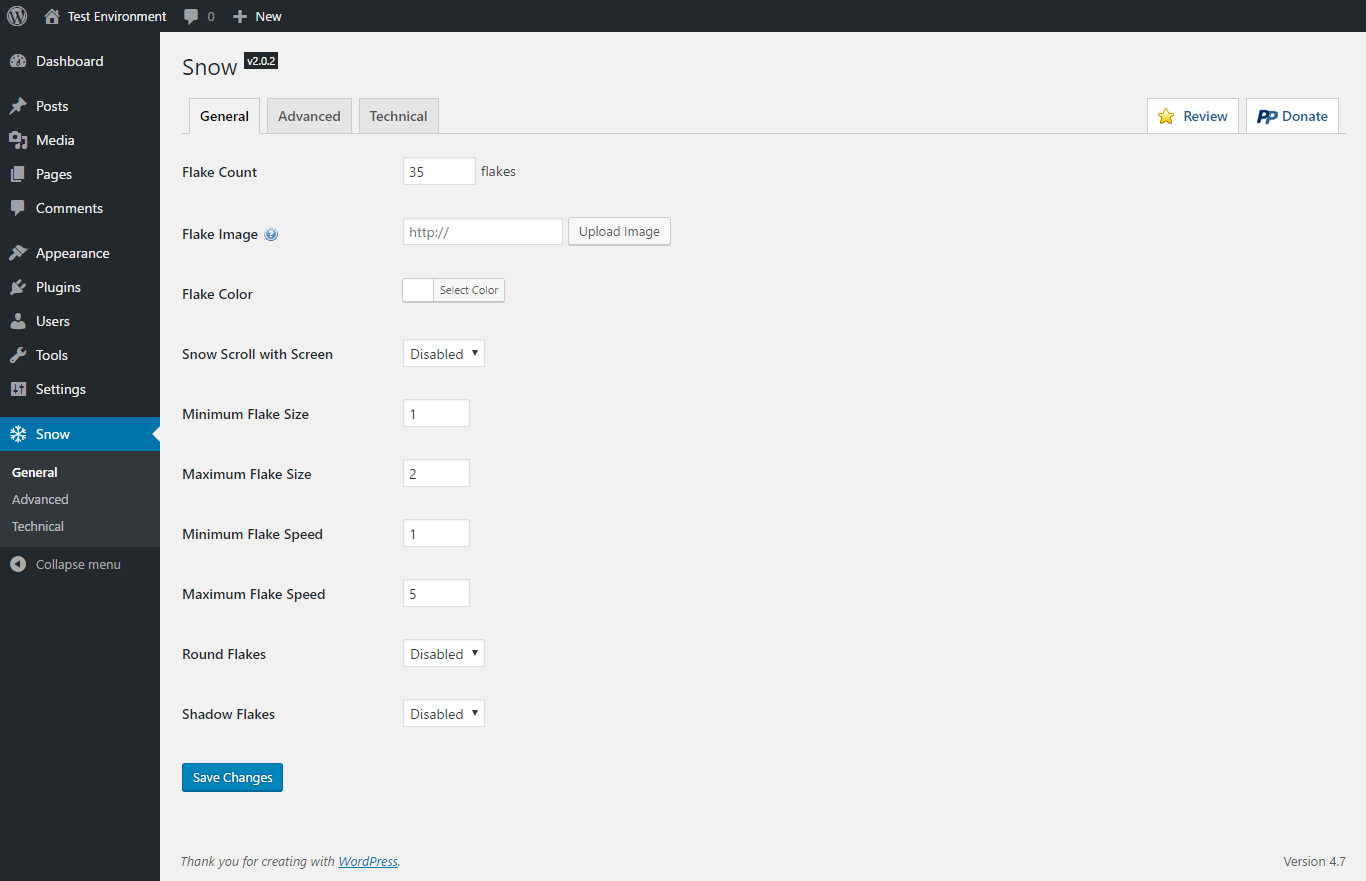 Test Environment 0 New
Dashboard
Posts
Media
Pages
Comments
Appearance
Plugins
Users
Tools
Settings
Snow
General
Advanced
Technical
Collapse menu
Snow v2.0.2
General Advanced Technical Review Donate
Flake Count 35 flakes
Flake Image http:// Upload Image
Flake Color Select Color
Snow Scroll with Screen Disabled
Minimum Flake Size 1
Maximum Flake Size 2
Minimum Flake Speed 1
Maximum Flake Speed 5
Round Flakes Disabled
Shadow Flakes Disabled
Save Changes
Thank you for creating with WordPress. Version 4.7